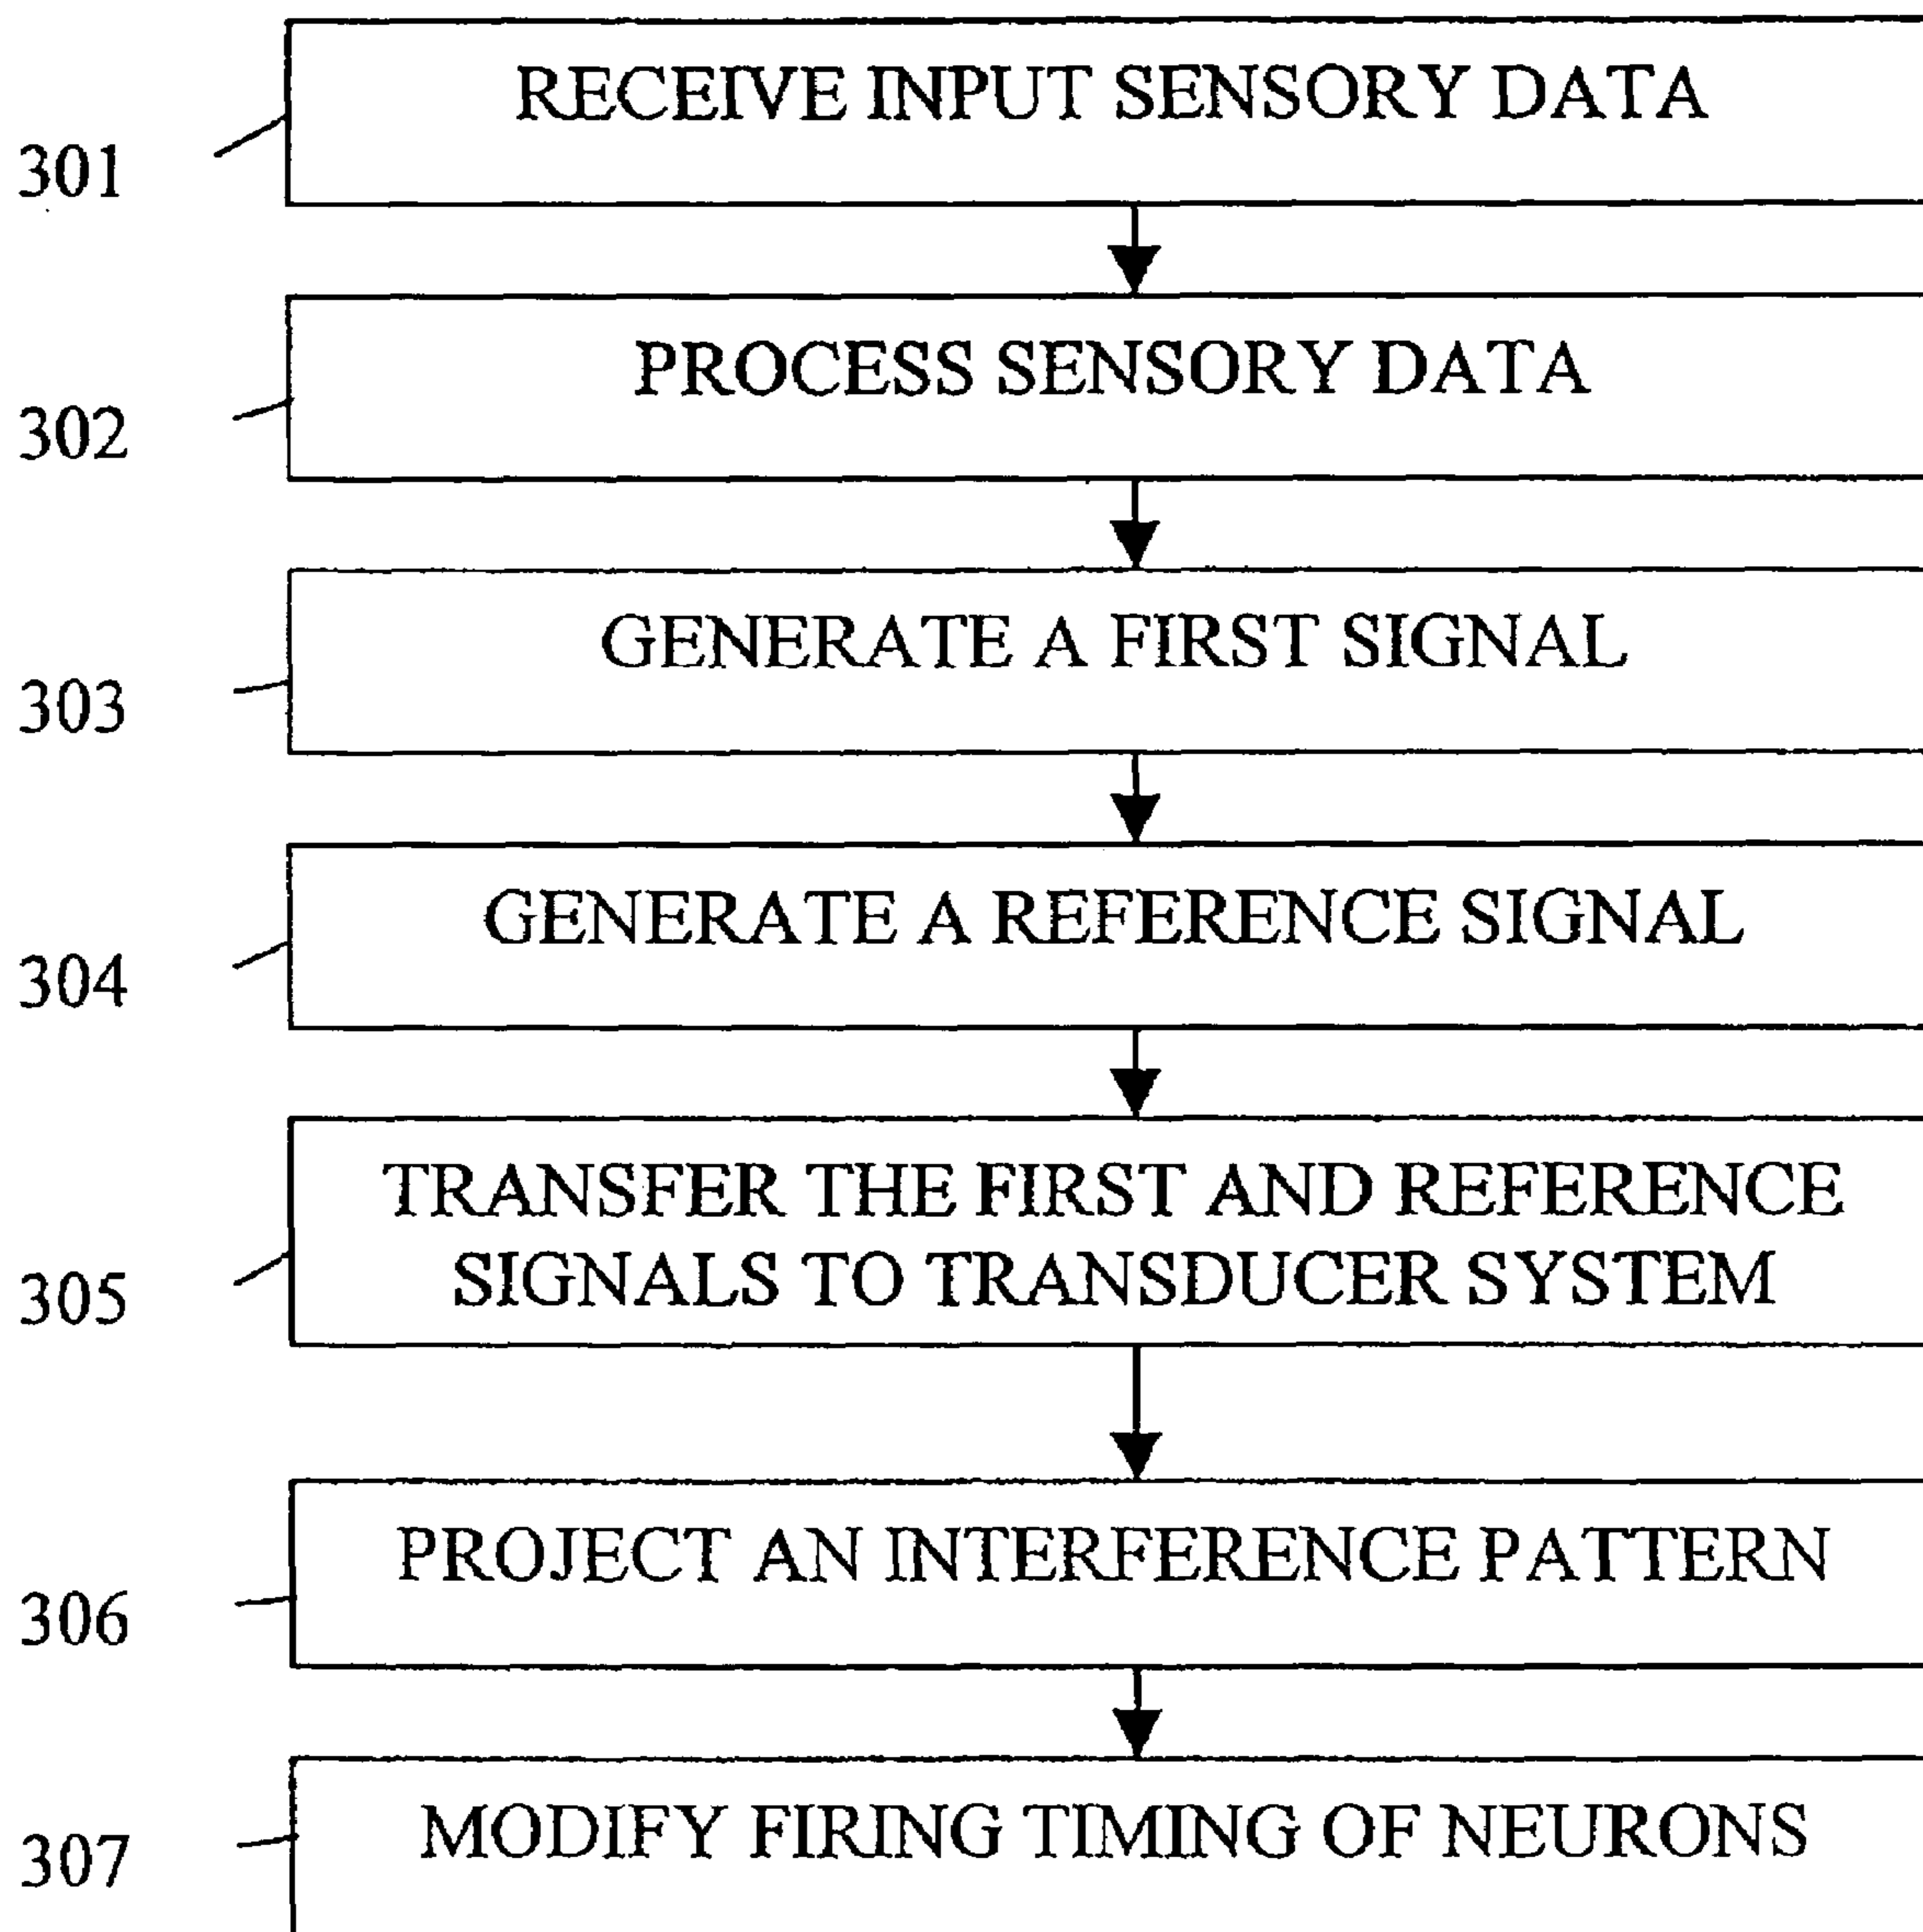 RECEIVE INPUT SENSORY DATA
301
PROCESS SENSORY DATA
302
GENERATE A FIRST SIGNAL
303
GENERATE A REFERENCE SIGNAL
304
TRANSFER THE FIRST AND REFERENCE
SIGNALS TO TRANSDUCER SYSTEM
305
PROJECT AN INTERFERENCE PATTERN
306
MODIFY FIRING TIMING OF NEURONS
307